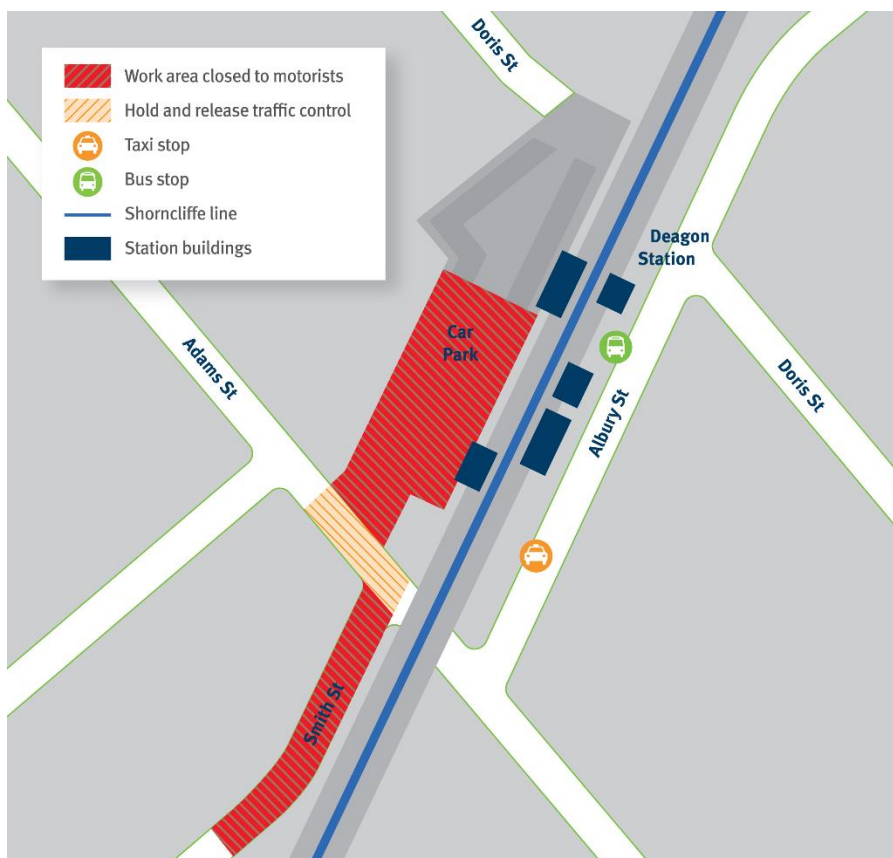 Doris St
Work area closed to motorists
Hold and release traffic control
Taxi stop
Bus stop
Shorncliffe line
Station buildings
Deagon
Station
Car
Park
Adams St
Doris St
Albury St
Smith St